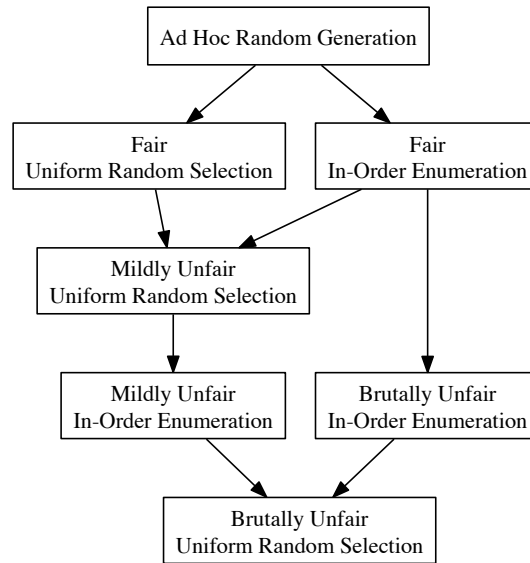 Ad Hoc Random Generation
Fair
Uniform Random Selection
Fair
In-Order Enumeration
Mildly Unfair
Uniform Random Selection
Mildly Unfair
In-Order Enumeration
Brutally Unfair
In-Order Enumeration
Brutally Unfair
Uniform Random Selection